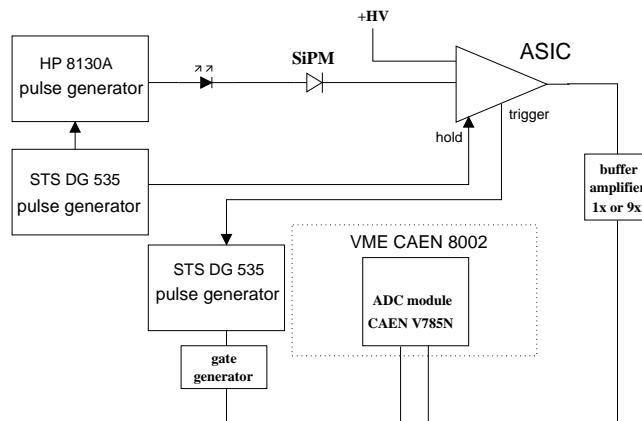 +HV
HP 8130A
pulse generator
SiPM
ASIC
hold
trigger
STS DG 535
pulse generator
buffer
amplifier
1x or 9x
STS DG 535
pulse generator
VME CAEN 8002
ADC module
CAEN V785N
gate
generator